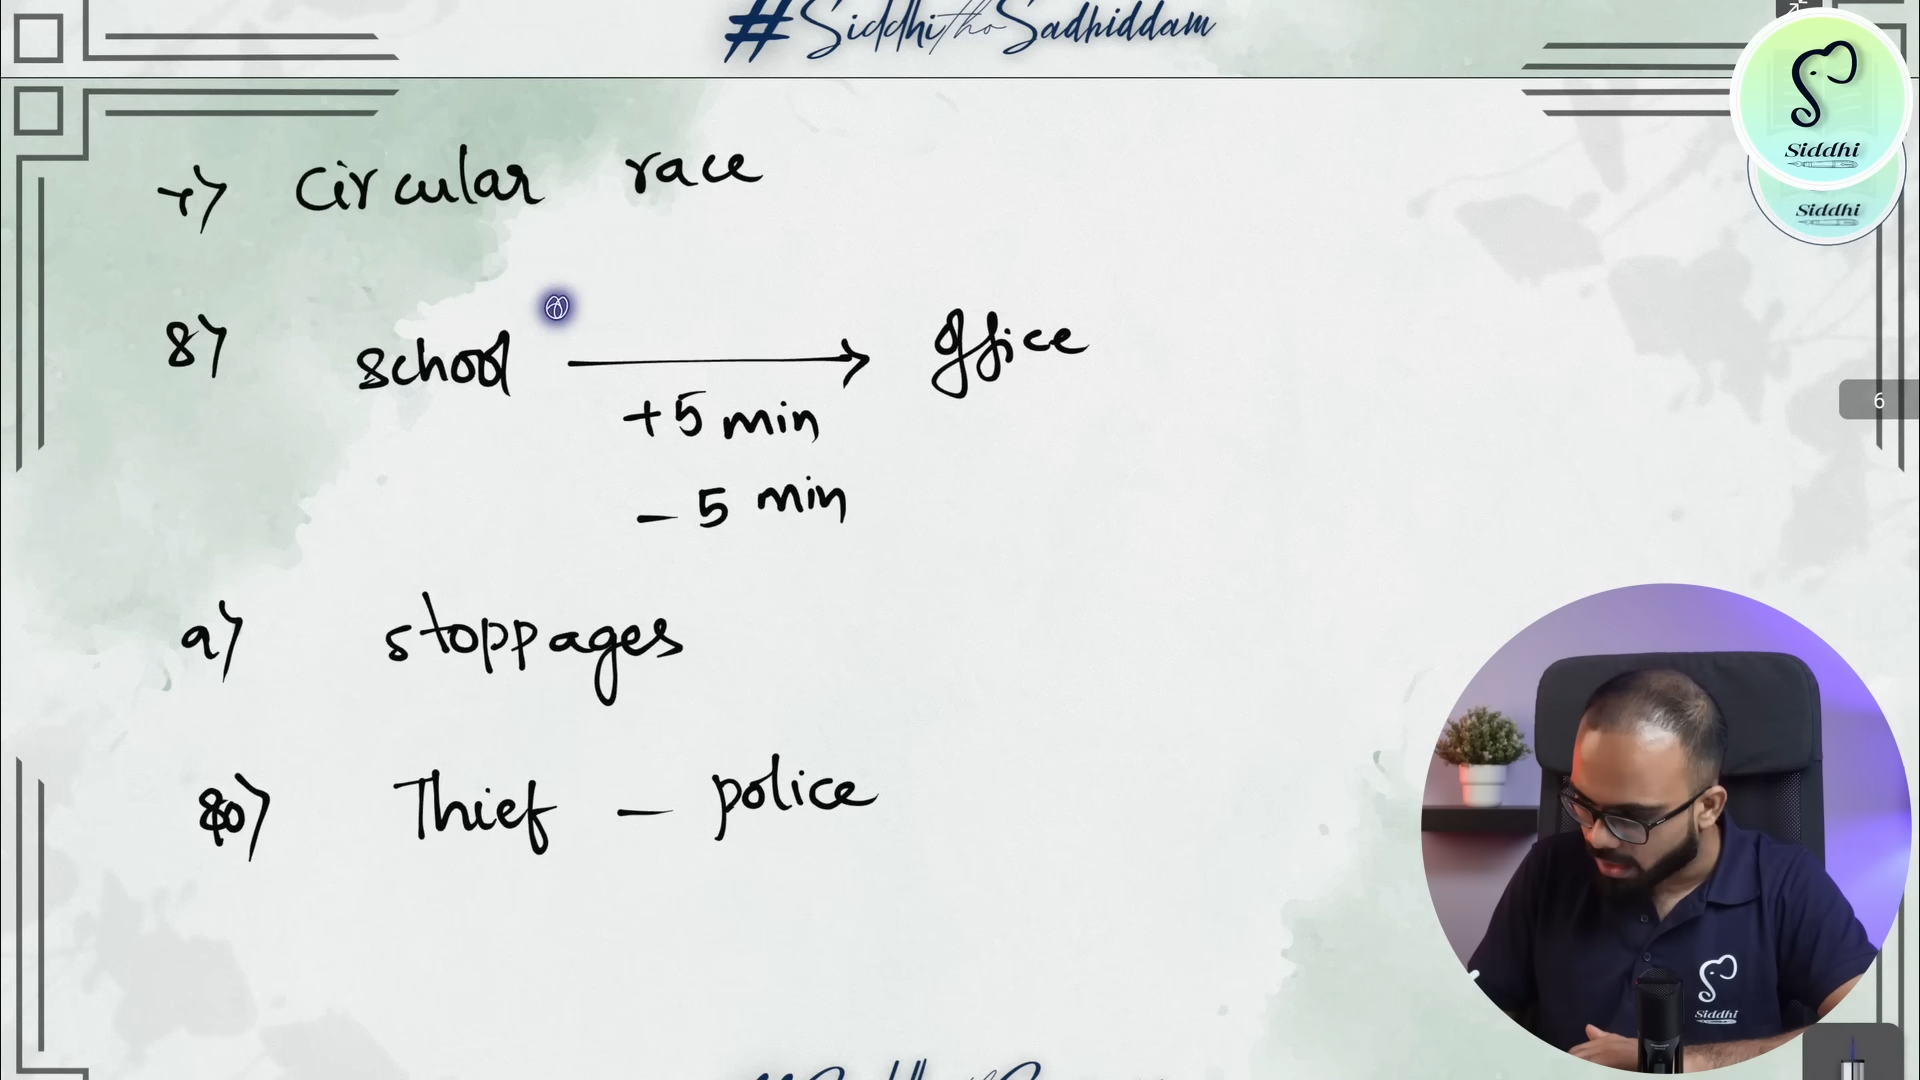 #SiddhithoSadhiddam
Siddhi
Siddhi
7) Circular race
8) school → office
6
+5 min
- 5 min
9) stoppages
10) Thief - police
Siddhi